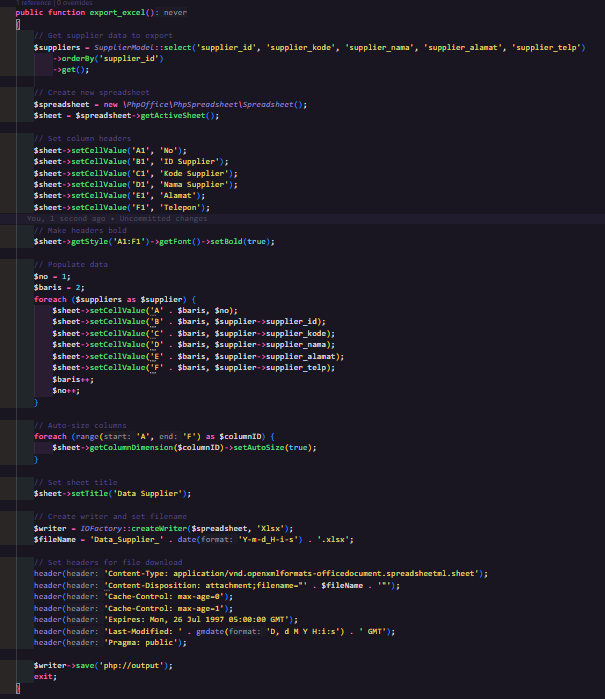 1 reference | 0 overrides
public function export_excel(): never
{
// Get supplier data to export
$suppliers = SupplierModel::select('supplier_id', 'supplier_kode', 'supplier_nama', 'supplier_alamat', 'supplier_telp')
->orderBy('supplier_id')
->get();
// Create new spreadsheet
$spreadsheet = new \PhpOffice\PhpSpreadsheet\Spreadsheet();
$sheet = $spreadsheet->getActiveSheet();
// Set column headers
$sheet->setCellValue('A1', 'No');
$sheet->setCellValue('B1', 'ID Supplier');
$sheet->setCellValue('C1', 'Kode Supplier');
$sheet->setCellValue('D1', 'Nama Supplier');
$sheet->setCellValue('E1', 'Alamat');
$sheet->setCellValue('F1', 'Telepon');
You, 1 second ago • Uncommitted changes
// Make headers bold
$sheet->getStyle('A1:F1')->getFont()->setBold(true);
// Populate data
$no = 1;
$baris = 2;
foreach ($suppliers as $supplier) {
$sheet->setCellValue('A' . $baris, $no);
$sheet->setCellValue('B' . $baris, $supplier->supplier_id);
$sheet->setCellValue('C' . $baris, $supplier->supplier_kode);
$sheet->setCellValue('D' . $baris, $supplier->supplier_nama);
$sheet->setCellValue('E' . $baris, $supplier->supplier_alamat);
$sheet->setCellValue('F' . $baris, $supplier->supplier_telp);
$baris++;
$no++;
}
// Auto-size columns
foreach (range(start: 'A', end: 'F') as $columnID) {
$sheet->getColumnDimension($columnID)->setAutoSize(true);
}
// Set sheet title
$sheet->setTitle('Data Supplier');
// Create writer and set filename
$writer = IOFactory::createWriter($spreadsheet, 'Xlsx');
$fileName = 'Data_Supplier_' . date(format: 'Y-m-d_H-i-s') . '.xlsx';
// Set headers for file download
header(header: 'Content-Type: application/vnd.openxmlformats-officedocument.spreadsheetml.sheet');
header(header: 'Content-Disposition: attachment;filename="' . $fileName . '"');
header(header: 'Cache-Control: max-age=0');
header(header: 'Cache-Control: max-age=1');
header(header: 'Expires: Mon, 26 Jul 1997 05:00:00 GMT');
header(header: 'Last-Modified: ' . gmdate(format: 'D, d M Y H:i:s') . ' GMT');
header(header: 'Pragma: public');
$writer->save('php://output');
exit;
}